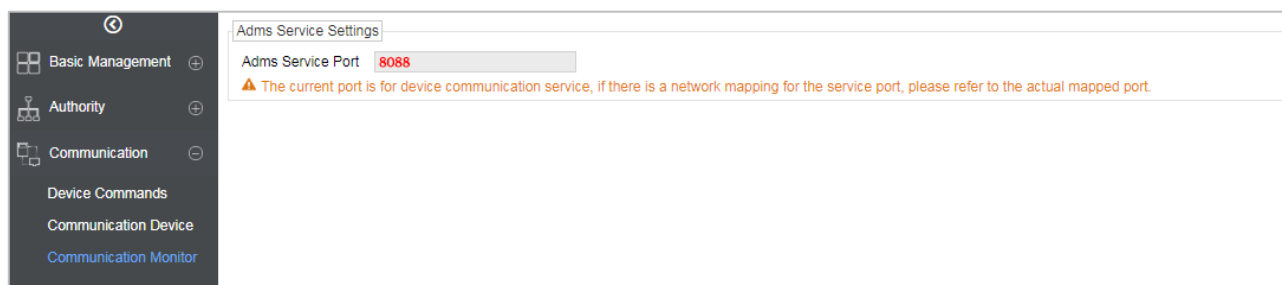 Basic Management
Authority
Communication
Device Commands
Communication Device
Communication Monitor
Adms Service Settings
Adms Service Port 8088
The current port is for device communication service, if there is a network mapping for the service port, please refer to the actual mapped port.